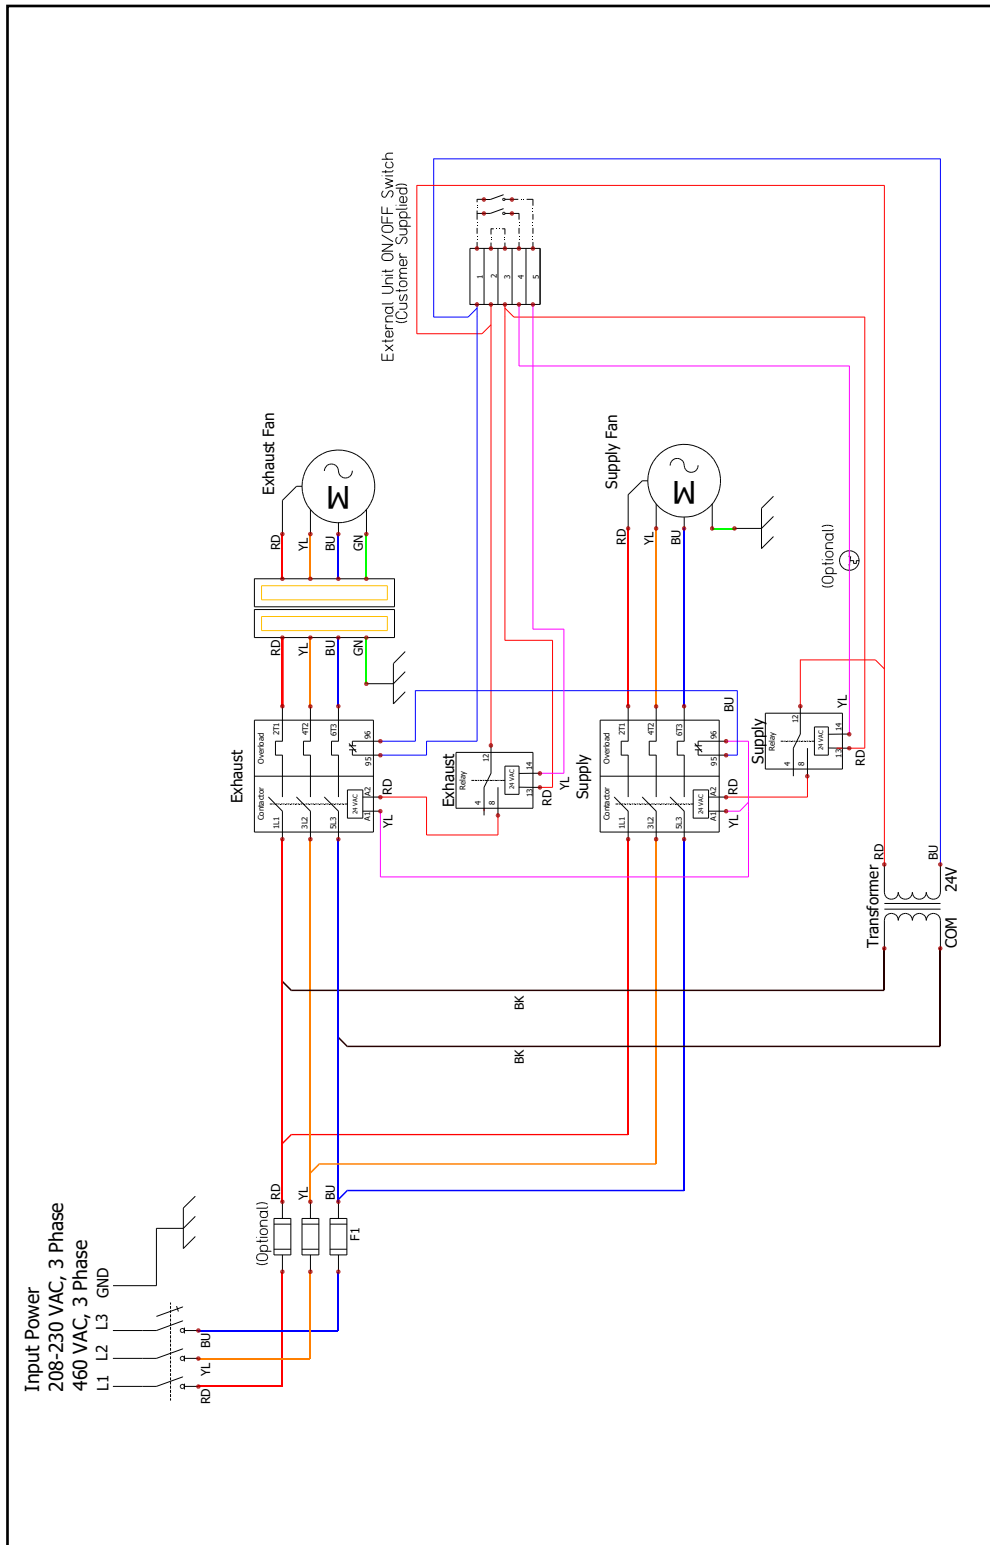 Input Power
208-230 VAC, 3 Phase
460 VAC, 3 Phase
L1 L2 L3 GND
RD YL BU
(Optional)
RD YL BU
F1
BK
BK
Exhaust
Contactor Overload
1L1 2T1
3L2 4T2
5L3 6T3
24 VAC
A1 A2 95 96
YL RD
RD YL BU GN
RD YL BU GN
Exhaust Fan
M
Exhaust
Relay
4 8 12
24 VAC
13 14
RD YL
External Unit ON/OFF Switch
(Customer Supplied)
1
2
3
4
5
Supply
Contactor Overload
1L1 2T1
3L2 4T2
5L3 6T3
24 VAC
A1 A2 95 96
YL RD BU
RD YL BU
Supply Fan
M
Supply
Relay
4 8 12
24 VAC
13 14
RD YL
(Optional)
Transformer
RD
BU
COM 24V